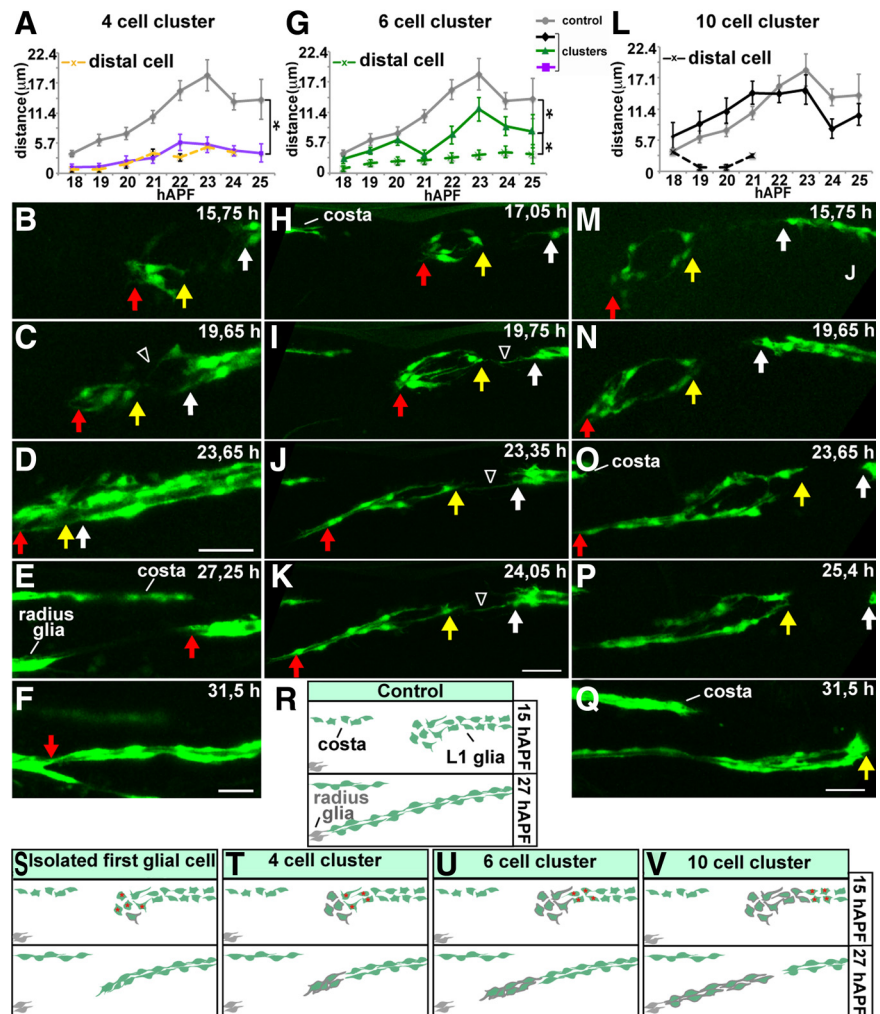 A 4 cell cluster
distance(μm)
22.4
17.1
11.4
5.7
0
distal cell
*
18 19 20 21 22 23 24 25
hAPF
G 6 cell cluster
distance(μm)
22.4
17.1
11.4
5.7
0
distal cell
*
*
18 19 20 21 22 23 24 25
hAPF
control
clusters
L 10 cell cluster
distance(μm)
22.4
17.1
11.4
5.7
0
distal cell
18 19 20 21 22 23 24 25
hAPF
B 15,75 h
H costa 17,05 h
M 15,75 h
J
C 19,65 h
I 19,75 h
N 19,65 h
D 23,65 h
J 23,35 h
O costa 23,65 h
E costa 27,25 h
radius
glia
K 24,05 h
P 25,4 h
F 31,5 h
R Control
costa
L1 glia
15 hAPF
radius
glia
27 hAPF
Q costa 31,5 h
S Isolated first glial cell
T 4 cell cluster
U 6 cell cluster
V 10 cell cluster
15 hAPF
27 hAPF